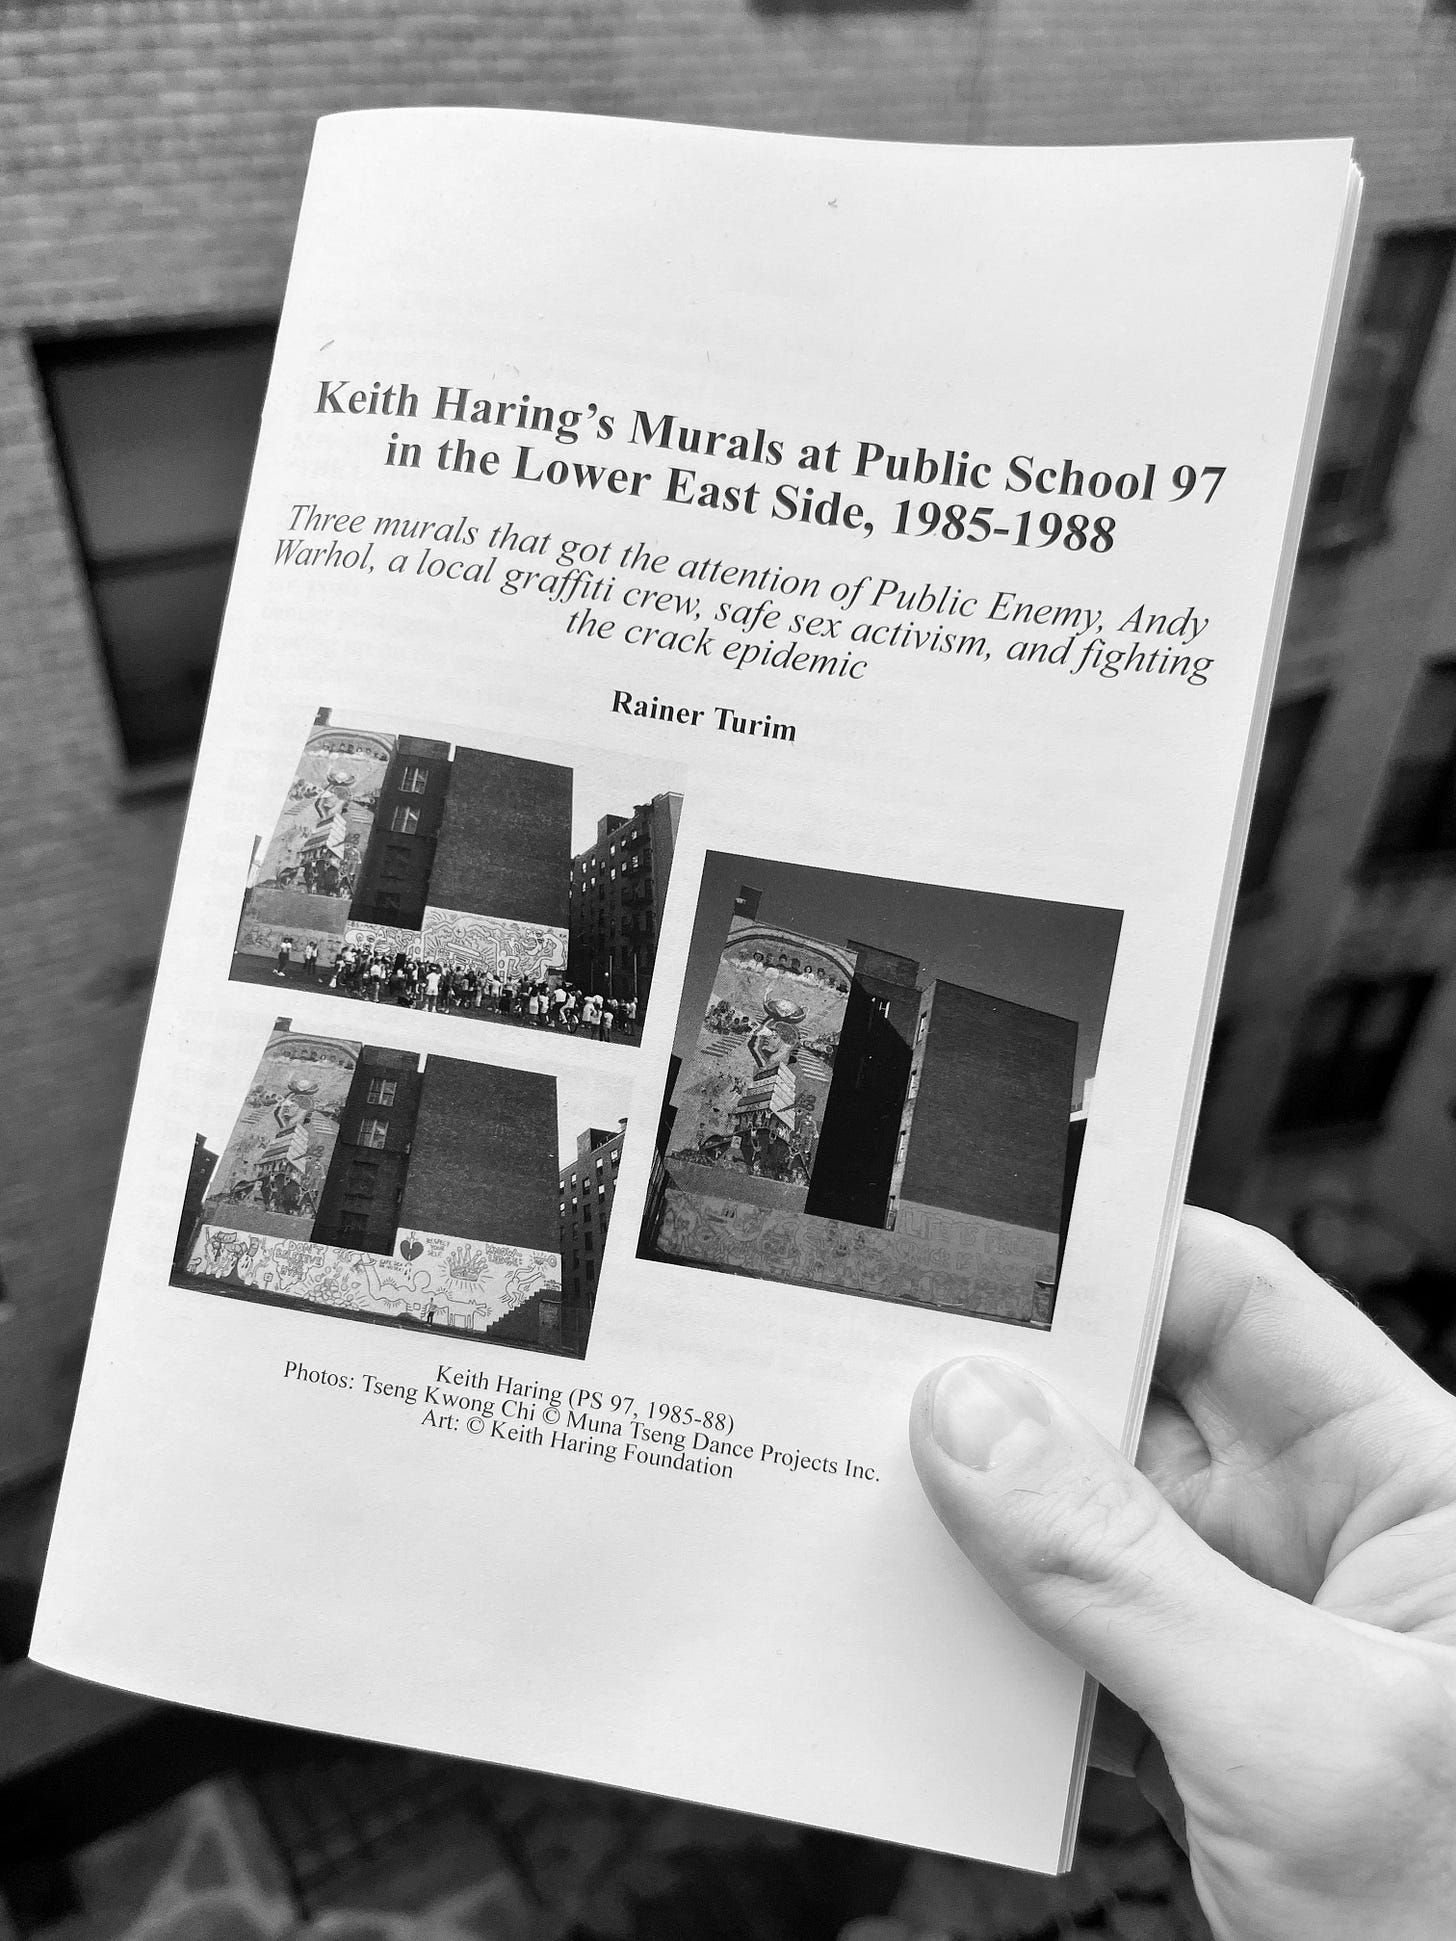 Keith Haring’s Murals at Public School 97
in the Lower East Side, 1985-1988
Three murals that got the attention of Public Enemy, Andy
Warhol, a local graffiti crew, safe sex activism, and fighting
the crack epidemic
Rainer Turim
Keith Haring (PS 97, 1985-88)
Photos: Tseng Kwong Chi © Muna Tseng Dance Projects Inc.
Art: © Keith Haring Foundation